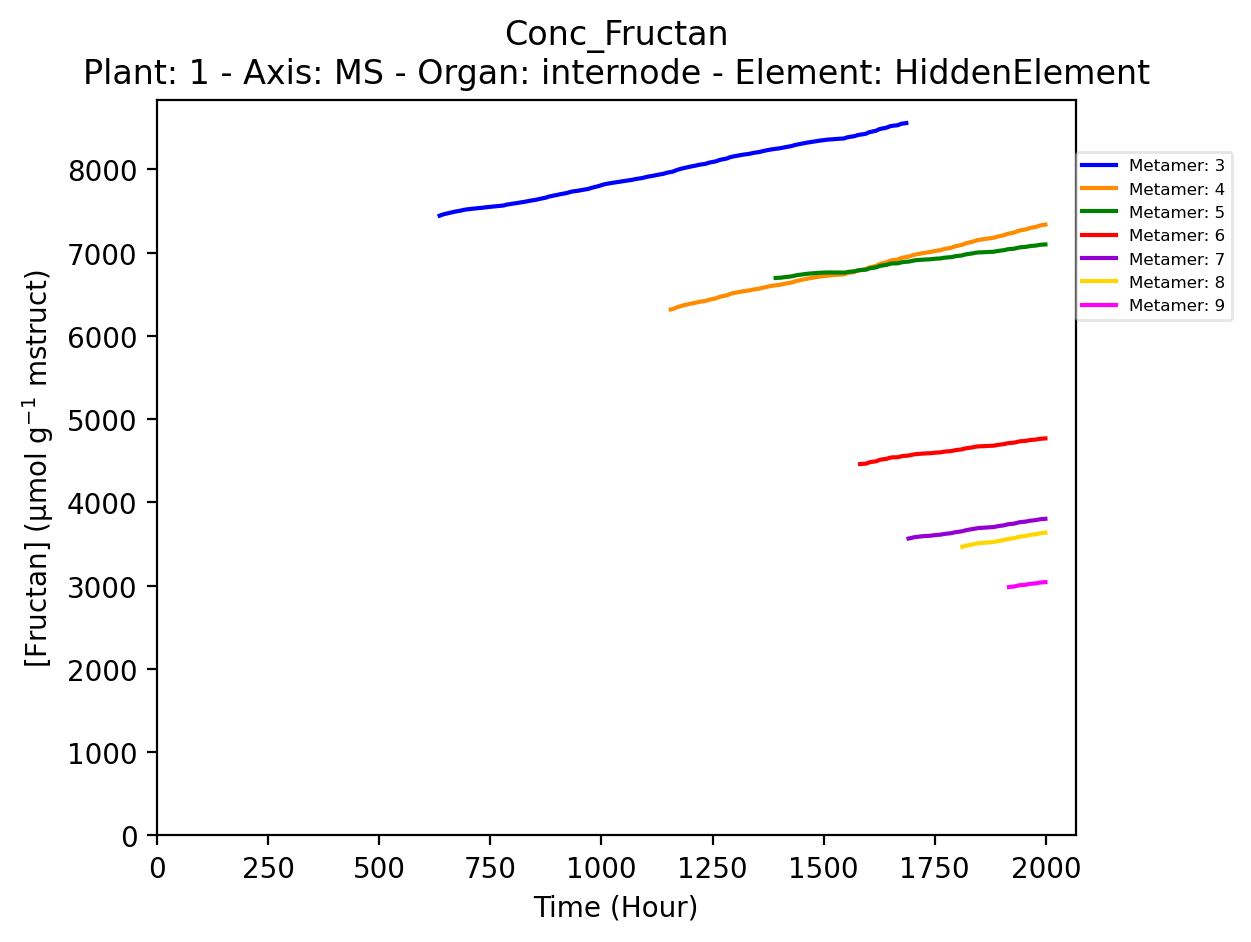 Conc_Fructan
Plant: 1 - Axis: MS - Organ: internode - Element: HiddenElement
[Fructan] (µmol g⁻¹ mstruct)
8000
7000
6000
5000
4000
3000
2000
1000
0
0 250 500 750 1000 1250 1500 1750 2000
Time (Hour)
Metamer: 3
Metamer: 4
Metamer: 5
Metamer: 6
Metamer: 7
Metamer: 8
Metamer: 9